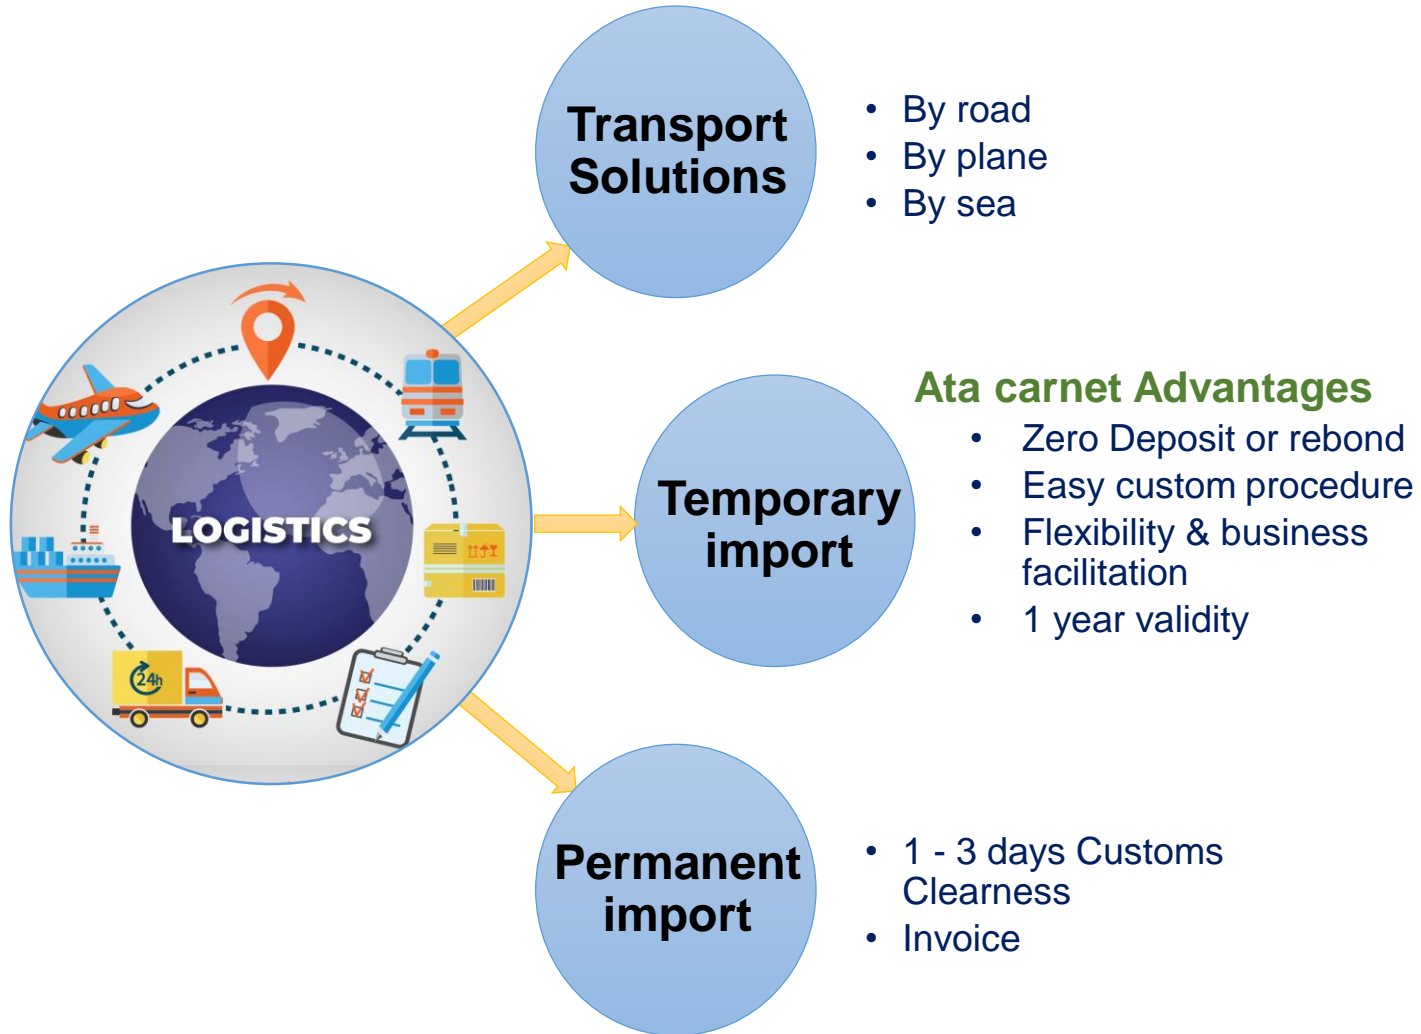 Transport
Solutions
• By road
• By plane
• By sea
LOGISTICS
24h
Temporary
import
Ata carnet Advantages
• Zero Deposit or rebond
• Easy custom procedure
• Flexibility & business
facilitation
• 1 year validity
Permanent
import
• 1 - 3 days Customs
Clearness
• Invoice